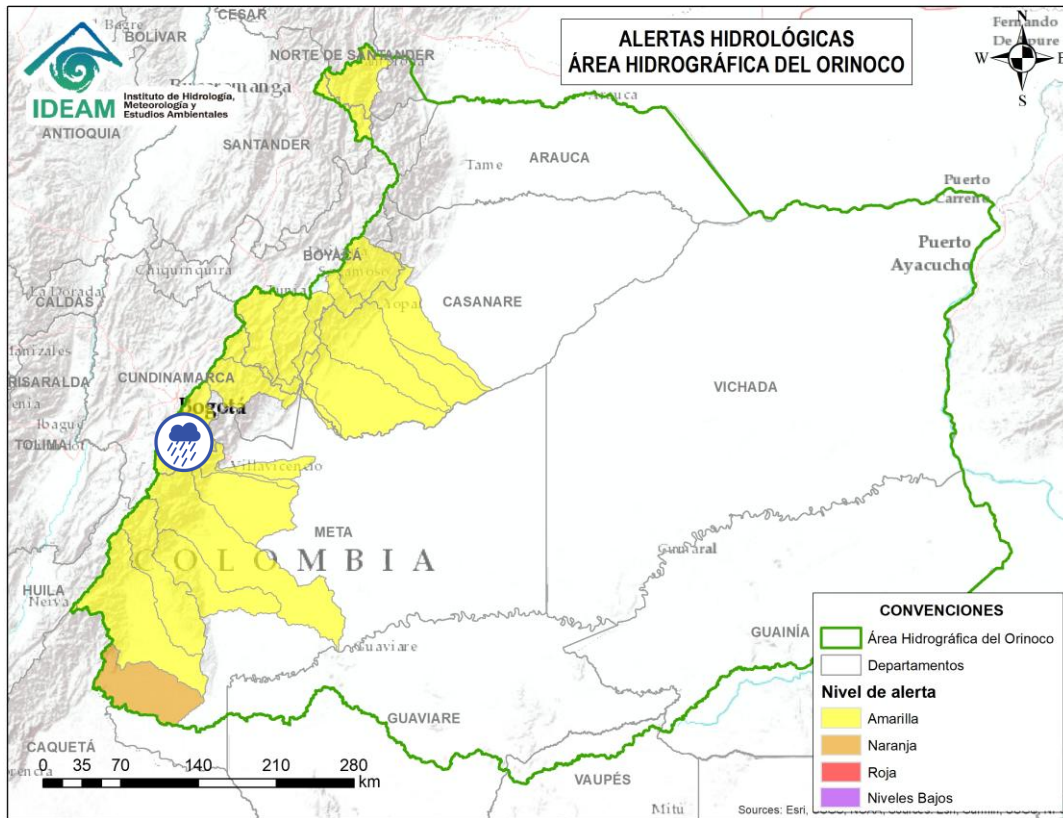 ALERTAS HIDROLÓGICAS
ÁREA HIDROGRÁFICA DEL ORINOCO
IDEAM
Instituto de Hidrología,
Meteorología y
Estudios Ambientales
N
W
E
S
CESAR
BOLÍVAR
NORTE DE SANTANDER
ANTIOQUIA
SANTANDER
Arauca
ARAUCA
Tame
Puerto
Carreño
Puerto
Ayacucho
BOYACÁ
Chiquinquira
La Dorada
CALDAS
CASANARE
Yopal
RISARALDA
CUNDINAMARCA
Bogotá
VICHADA
Ibagué
TOLIMA
Villavicencio
META
COLOMBIA
HUILA
Neiva
Guaviare
GUAINÍA
GUAVIARE
CAQUETÁ
VAUPÉS
Mitú
0 35 70 140 210 280
km
CONVENCIONES
Área Hidrográfica del Orinoco
Departamentos
Nivel de alerta
Amarilla
Naranja
Roja
Niveles Bajos
Sources: Esri,